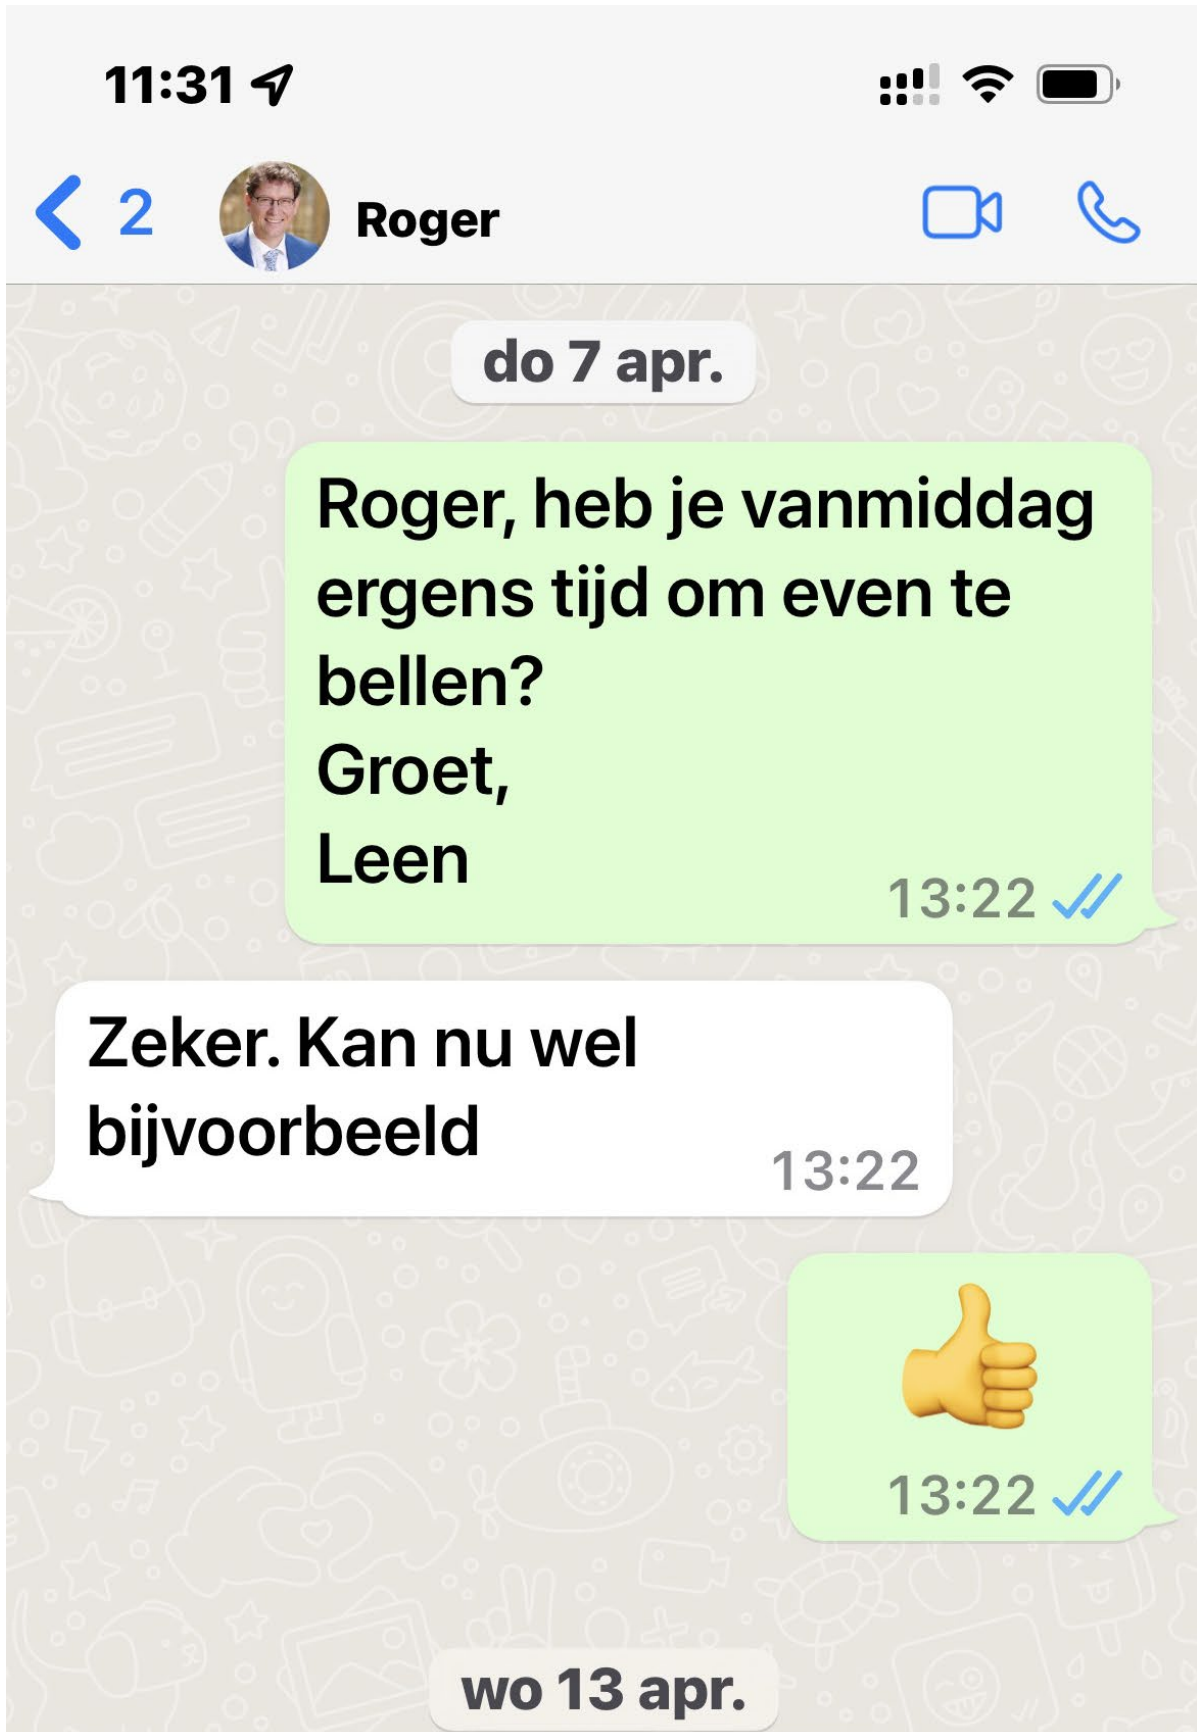 11:31
2 Roger
do 7 apr.
Roger, heb je vanmiddag
ergens tijd om even te
bellen?
Groet,
Leen
13:22
Zeker. Kan nu wel
bijvoorbeeld
13:22
👍
13:22
wo 13 apr.